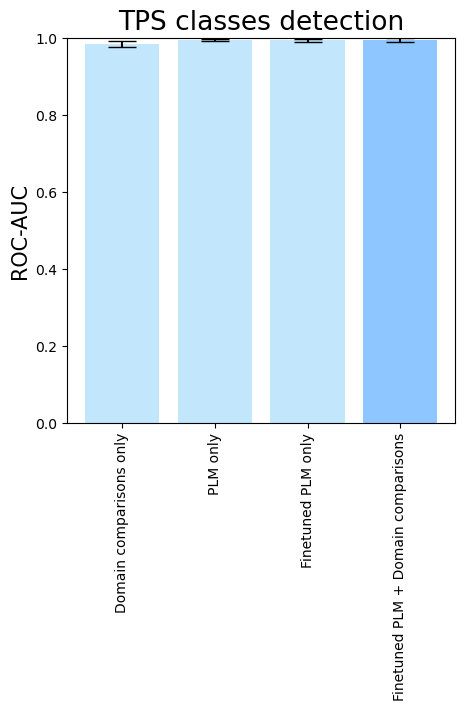 TPS classes detection
ROC-AUC
1.0
0.8
0.6
0.4
0.2
0.0
Domain comparisons only
PLM only
Finetuned PLM only
Finetuned PLM + Domain comparisons